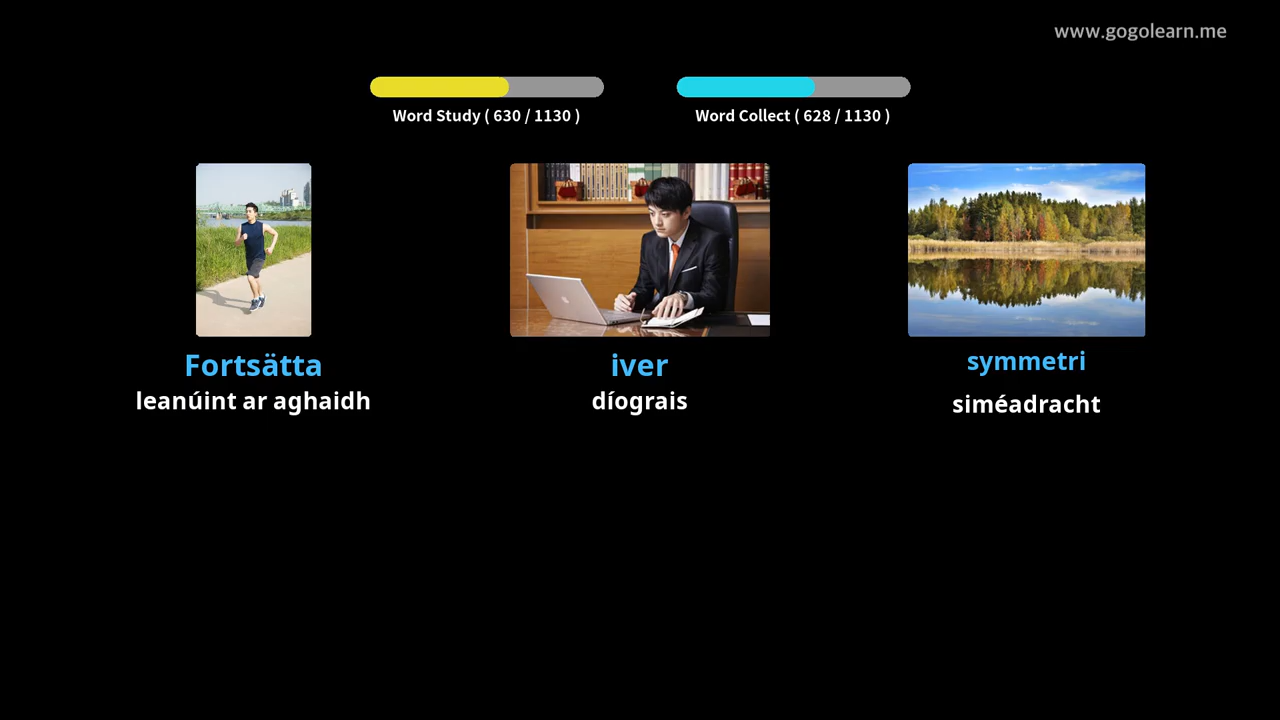 www.gogolearn.me
Word Study ( 630 / 1130 )
Word Collect ( 628 / 1130 )
Fortsätta
leanúint ar aghaidh
iver
díograis
symmetri
siméadracht